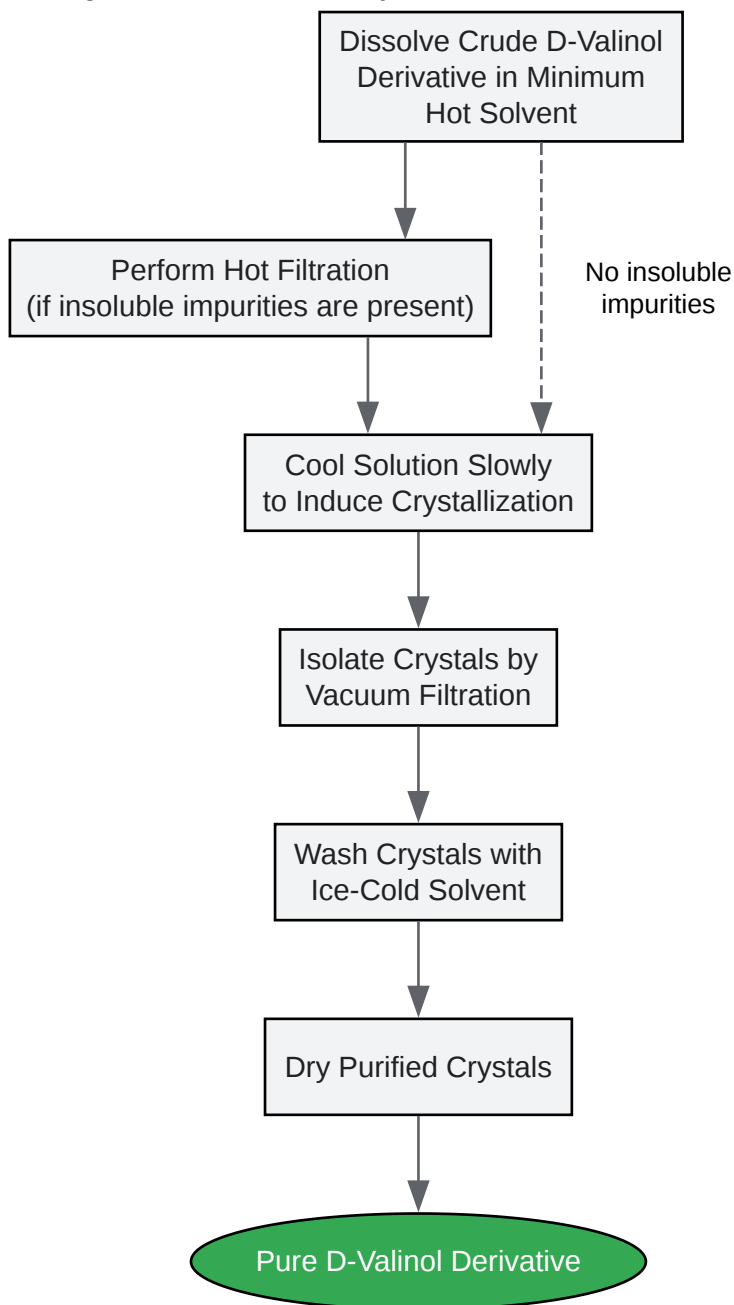 Dissolve Crude D-Valinol
Derivative in Minimum
Hot Solvent
Perform Hot Filtration
(if insoluble impurities are present)
No insoluble
impurities
Cool Solution Slowly
to Induce Crystallization
Isolate Crystals by
Vacuum Filtration
Wash Crystals with
Ice-Cold Solvent
Dry Purified Crystals
Pure D-Valinol Derivative